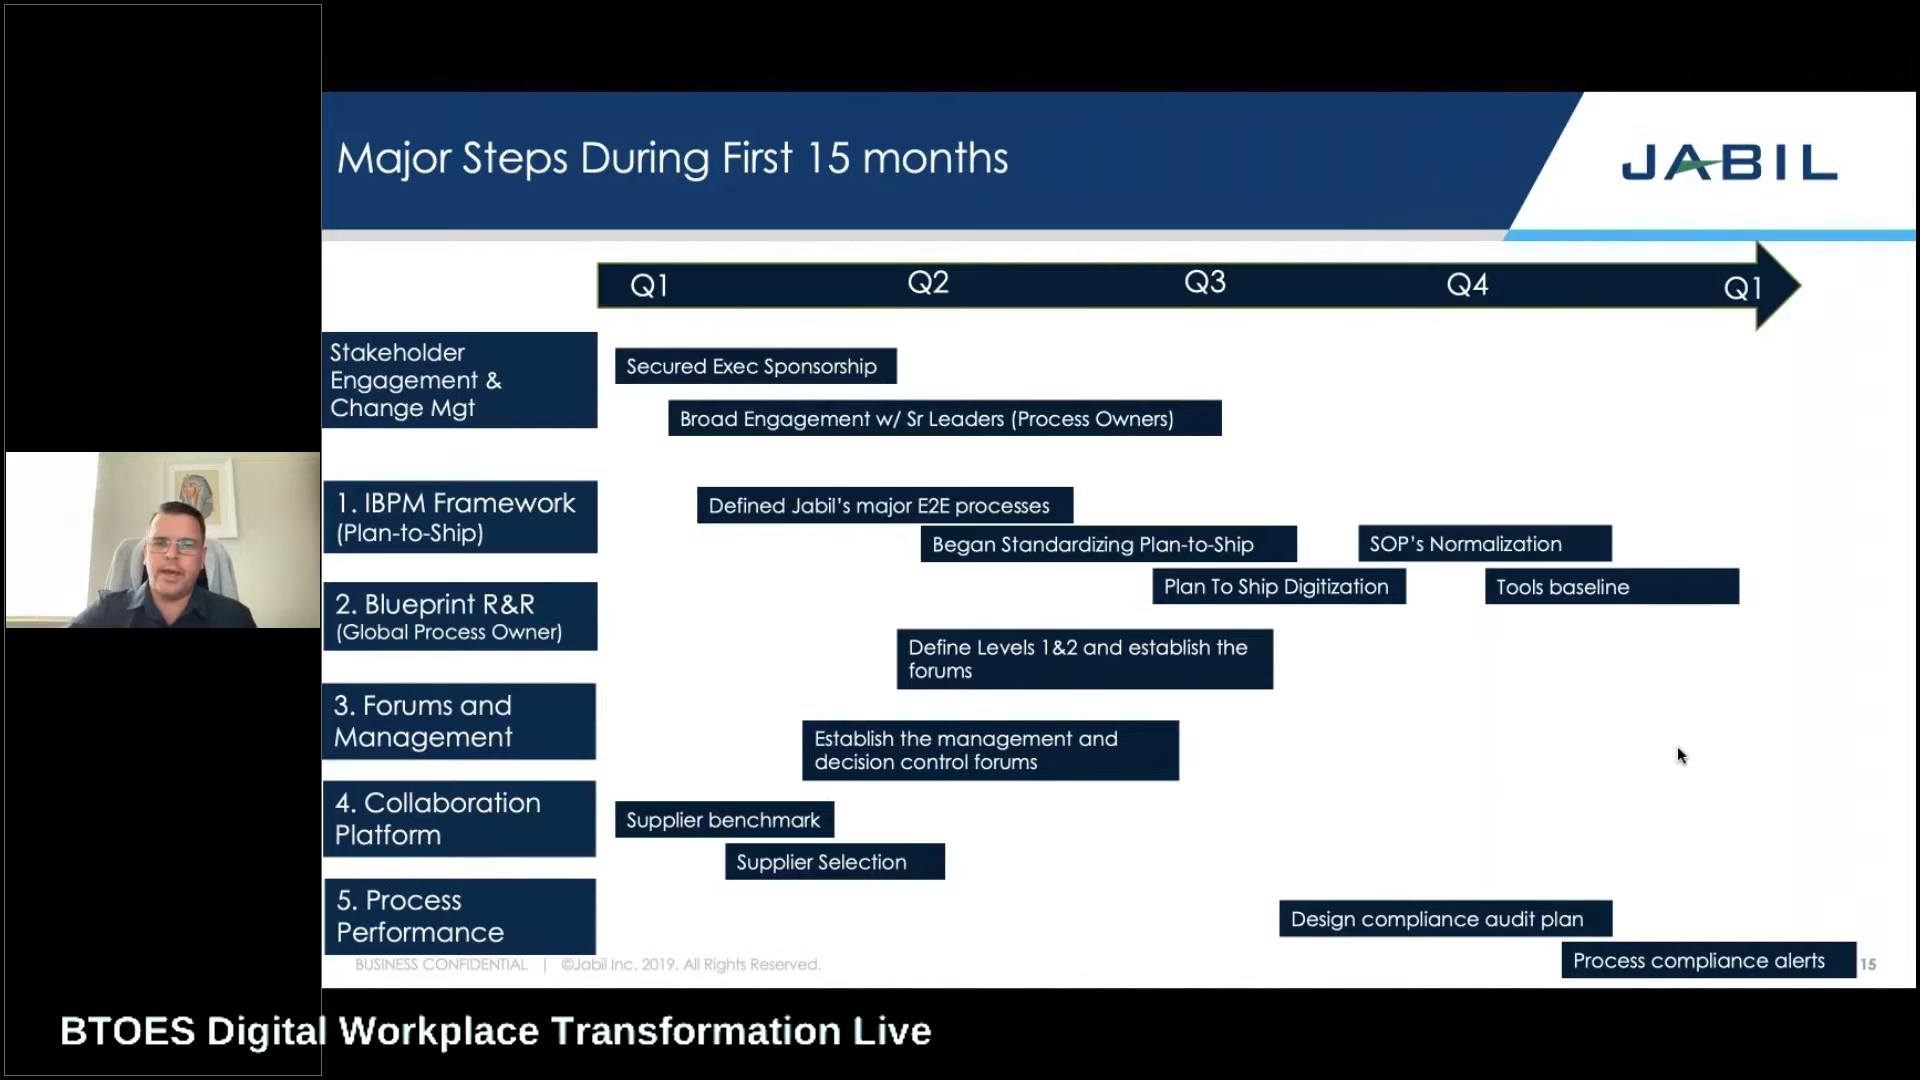 Major Steps During First 15 months
JABIL
Q1
Q2
Q3
Q4
Q1
Stakeholder
Engagement &
Change Mgt
Secured Exec Sponsorship
Broad Engagement w/ Sr Leaders (Process Owners)
1. IBPM Framework
(Plan-to-Ship)
Defined Jabil's major E2E processes
Began Standardizing Plan-to-Ship
SOP's Normalization
Plan To Ship Digitization
Tools baseline
2. Blueprint R&R
(Global Process Owner)
Define Levels 1&2 and establish the
forums
3. Forums and
Management
Establish the management and
decision control forums
4. Collaboration
Platform
Supplier benchmark
Supplier Selection
5. Process
Performance
Design compliance audit plan
Process compliance alerts
BUSINESS CONFIDENTIAL | ©Jabil Inc. 2019. All Rights Reserved.
15
BTOES Digital Workplace Transformation Live